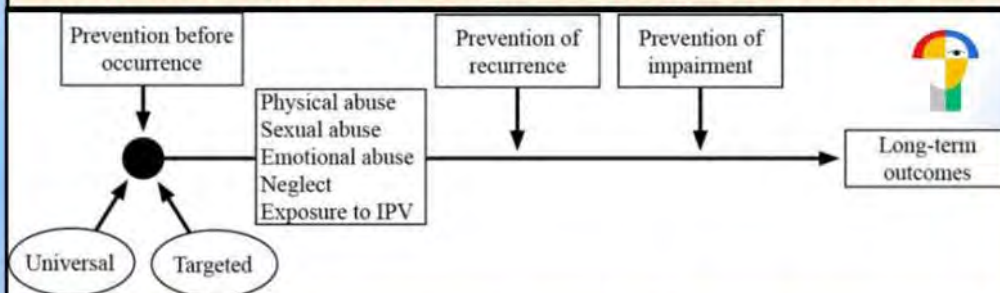 Prevention before
occurrence
Prevention of
recurrence
Prevention of
impairment
Physical abuse
Sexual abuse
Emotional abuse
Neglect
Exposure to IPV
Long-term
outcomes
Universal
Targeted